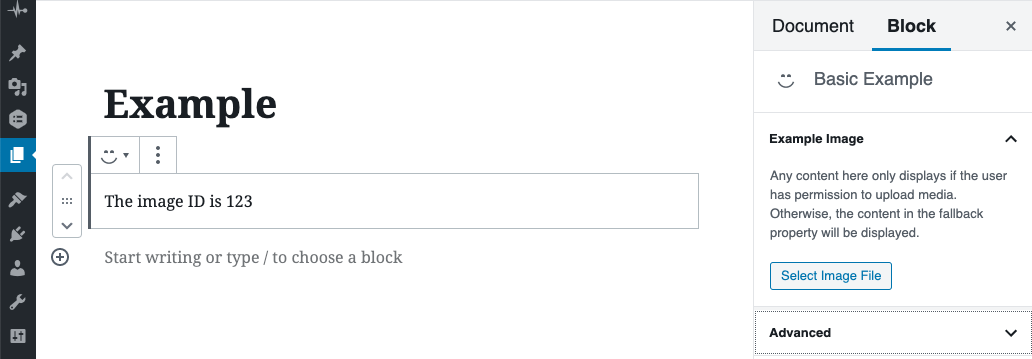 Example
The image ID is 123
Start writing or type / to choose a block
Document Block ×
Basic Example
Example Image
Any content here only displays if the user
has permission to upload media.
Otherwise, the content in the fallback
property will be displayed.
Select Image File
Advanced